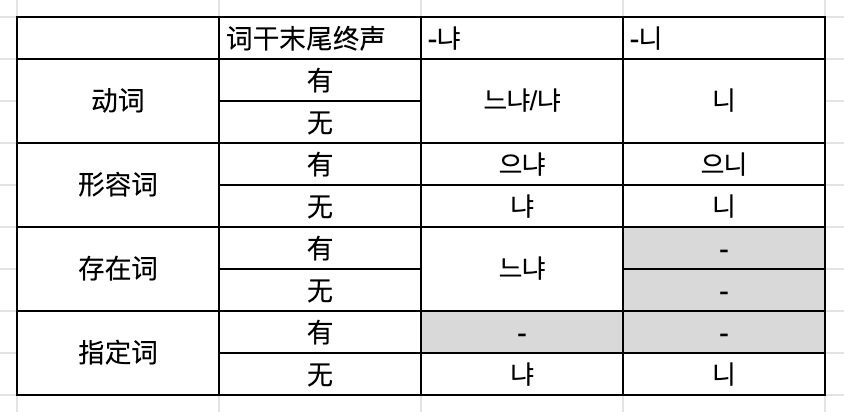 词干末尾终声 -냐 -니
动词 有 느냐/냐 니
无
形容词 有 으냐 으니
无 냐 니
存在词 有 느냐 -
无 -
指定词 有 - -
无 냐 니